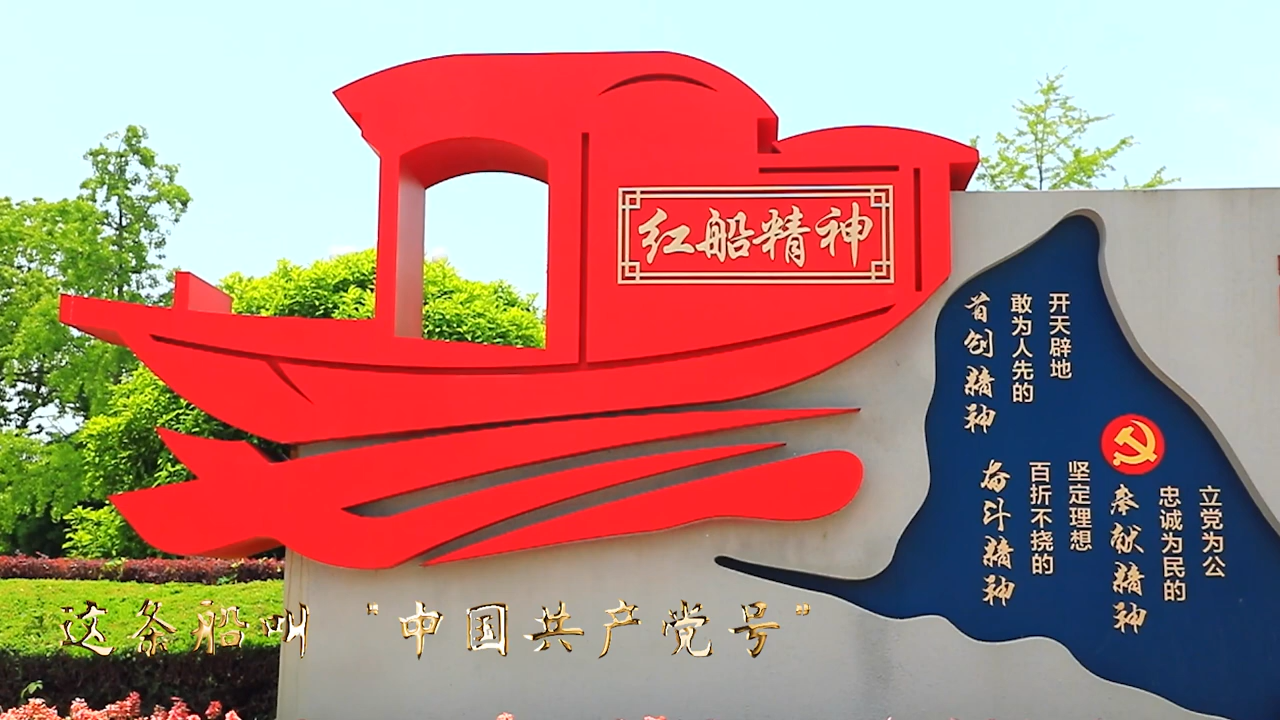 红船精神
开天辟地
敢为人先的
首创精神
坚定理想
百折不挠的
奋斗精神
立党为公
忠诚为民的
奉献精神
这条船叫 "中国共产党号"